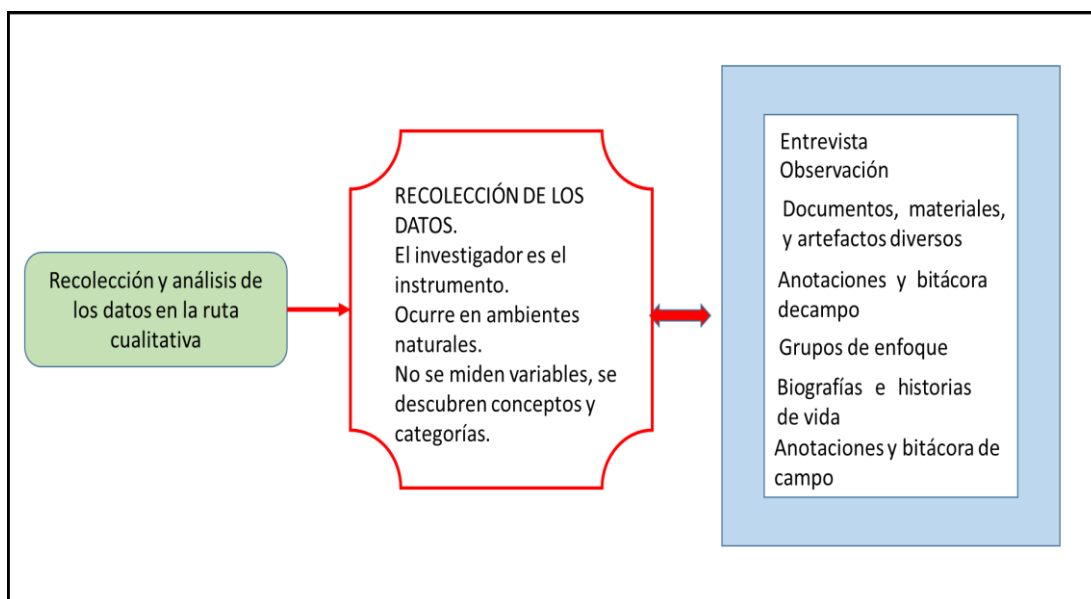 Recolección y análisis de
los datos en la ruta
cualitativa
RECOLECCIÓN DE LOS
DATOS.
El investigador es el
instrumento.
Ocurre en ambientes
naturales.
No se miden variables, se
descubren conceptos y
categorías.
Entrevista
Observación
Documentos, materiales,
y artefactos diversos
Anotaciones y bitácora
decampo
Grupos de enfoque
Biografías e historias
de vida
Anotaciones y bitácora de
campo